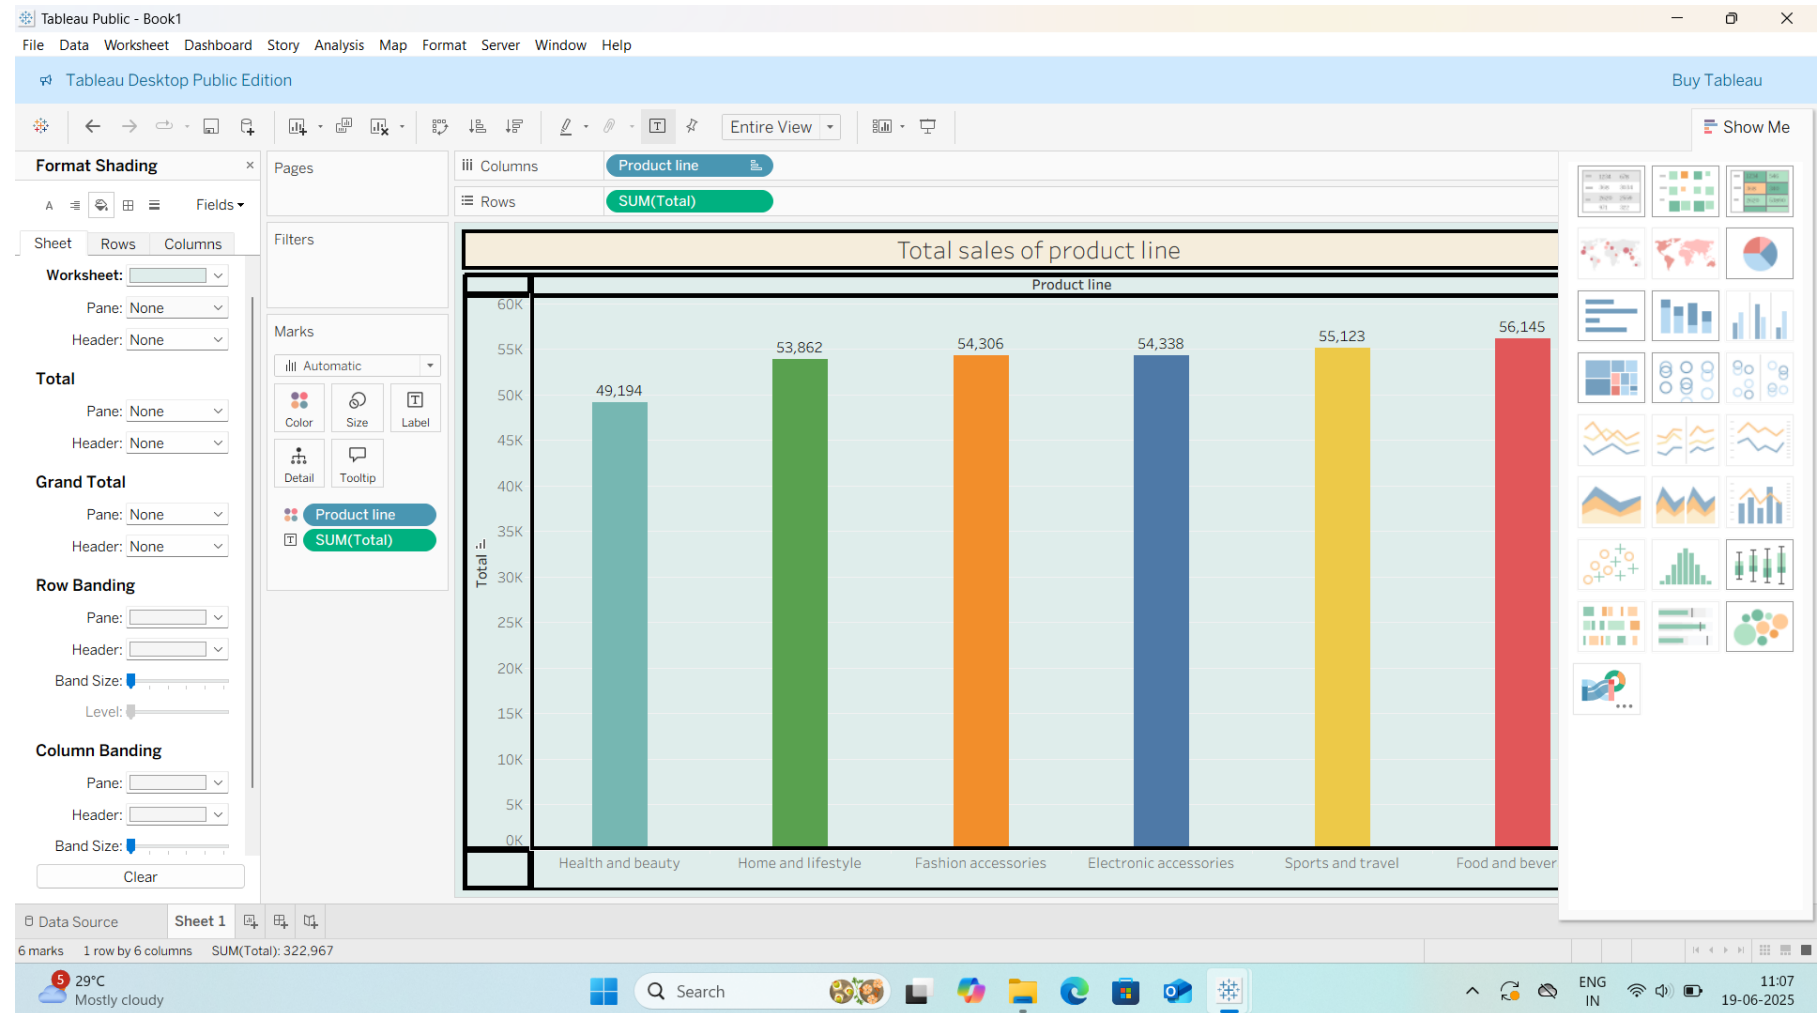 Tableau Public - Book1
File Data Worksheet Dashboard Story Analysis Map Format Server Window Help
Tableau Desktop Public Edition
Buy Tableau
Entire View
Show Me
Format Shading
Fields
Sheet Rows Columns
Worksheet:
Pane: None
Header: None
Total
Pane: None
Header: None
Grand Total
Pane: None
Header: None
Row Banding
Pane:
Header:
Band Size:
Level:
Column Banding
Pane:
Header:
Band Size:
Clear
Pages
Filters
Marks
Automatic
Color Size Label
Detail Tooltip
Product line
SUM(Total)
Columns Product line
Rows SUM(Total)
Total sales of product line
Product line
60K
55K
50K
45K
40K
35K
30K
25K
20K
15K
10K
5K
0K
Total
49,194
53,862
54,306
54,338
55,123
56,145
Health and beauty
Home and lifestyle
Fashion accessories
Electronic accessories
Sports and travel
Food and bever
Data Source Sheet 1
6 marks 1 row by 6 columns SUM(Total): 322,967
5
29°C
Mostly cloudy
Search
ENG
IN
11:07
19-06-2025